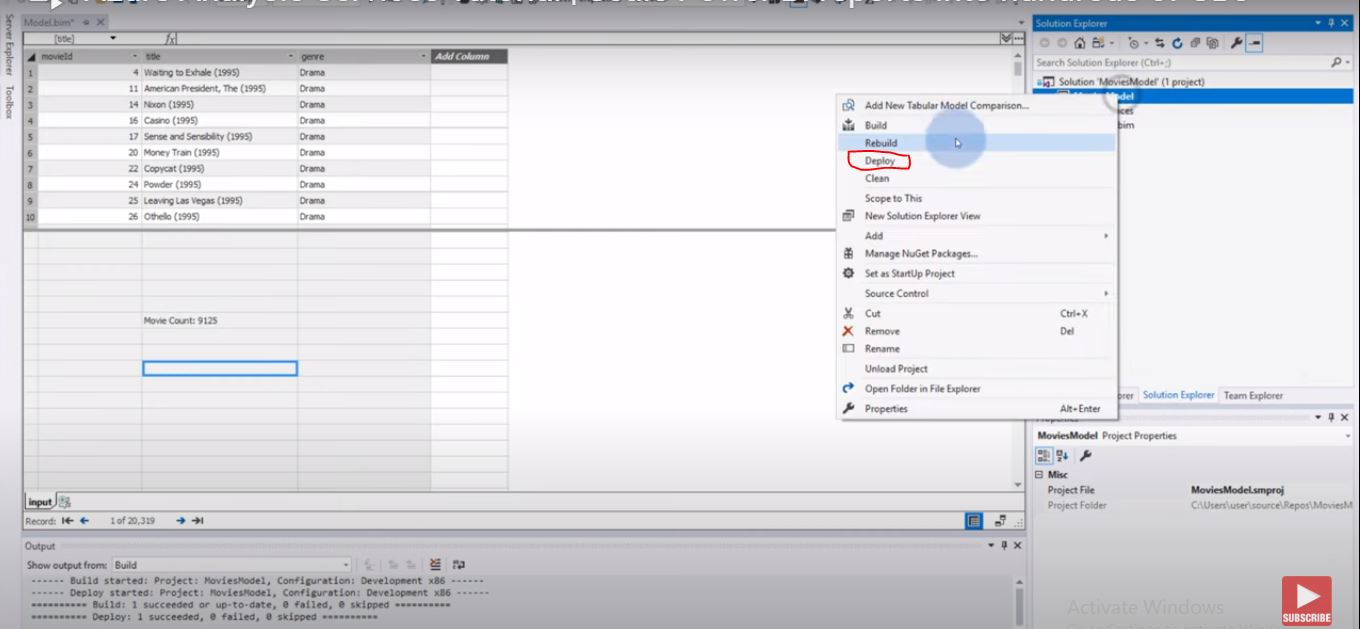 Model.bim*
Server Explorer
Toolbox
[title]
fx
movieId title genre Add Column
1 4 Waiting to Exhale (1995) Drama
2 11 American President, The (1995) Drama
3 14 Nixon (1995) Drama
4 16 Casino (1995) Drama
5 17 Sense and Sensibility (1995) Drama
6 20 Money Train (1995) Drama
7 22 Copycat (1995) Drama
8 24 Powder (1995) Drama
9 25 Leaving Las Vegas (1995) Drama
10 26 Othello (1995) Drama
Movie Count: 9125
input
Record: 1 of 20,319
Output
Show output from: Build
------ Build started: Project: MoviesModel, Configuration: Development x86 ------
------ Deploy started: Project: MoviesModel, Configuration: Development x86 ------
========== Build: 1 succeeded or up-to-date, 0 failed, 0 skipped ==========
========== Deploy: 1 succeeded, 0 failed, 0 skipped ==========
Add New Tabular Model Comparison...
Build
Rebuild
Deploy
Clean
Scope to This
New Solution Explorer View
Add
Manage NuGet Packages...
Set as StartUp Project
Source Control
Cut Ctrl+X
Remove Del
Rename
Unload Project
Open Folder in File Explorer
Properties Alt+Enter
Solution Explorer
Search Solution Explorer (Ctrl+;)
Solution 'MoviesModel' (1 project)
Solution Explorer Team Explorer
MoviesModel Project Properties
Misc
Project File MoviesModel.smproj
Project Folder C:\Users\user\source\Repos\MoviesM
Activate Windows
SUBSCRIBE